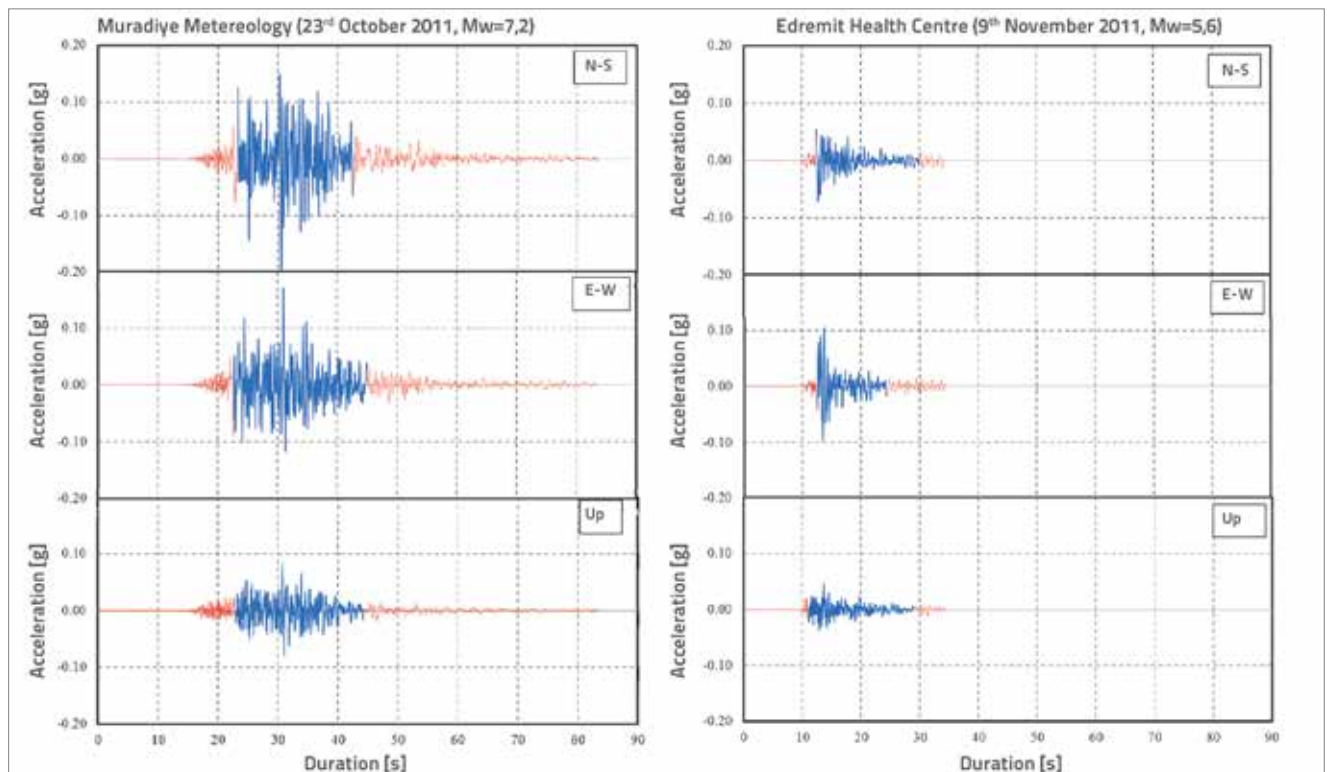 Muradiye Metereology (23rd October 2011, Mw=7,2)
N-S
Acceleration [g]
0.20
0.10
0.00
-0.10
-0.20
E-W
Acceleration [g]
0.10
0.00
-0.10
-0.20
Up
Acceleration [g]
0.10
0.00
-0.10
-0.20
0 10 20 30 40 50 60 70 80 90
Duration [s]
Edremit Health Centre (9th November 2011, Mw=5,6)
N-S
Acceleration [g]
0.20
0.10
0.00
-0.10
-0.20
E-W
Acceleration [g]
0.10
0.00
-0.10
-0.20
Up
Acceleration [g]
0.10
0.00
-0.10
-0.20
0 10 20 30 40 50 60 70 80 90
Duration [s]